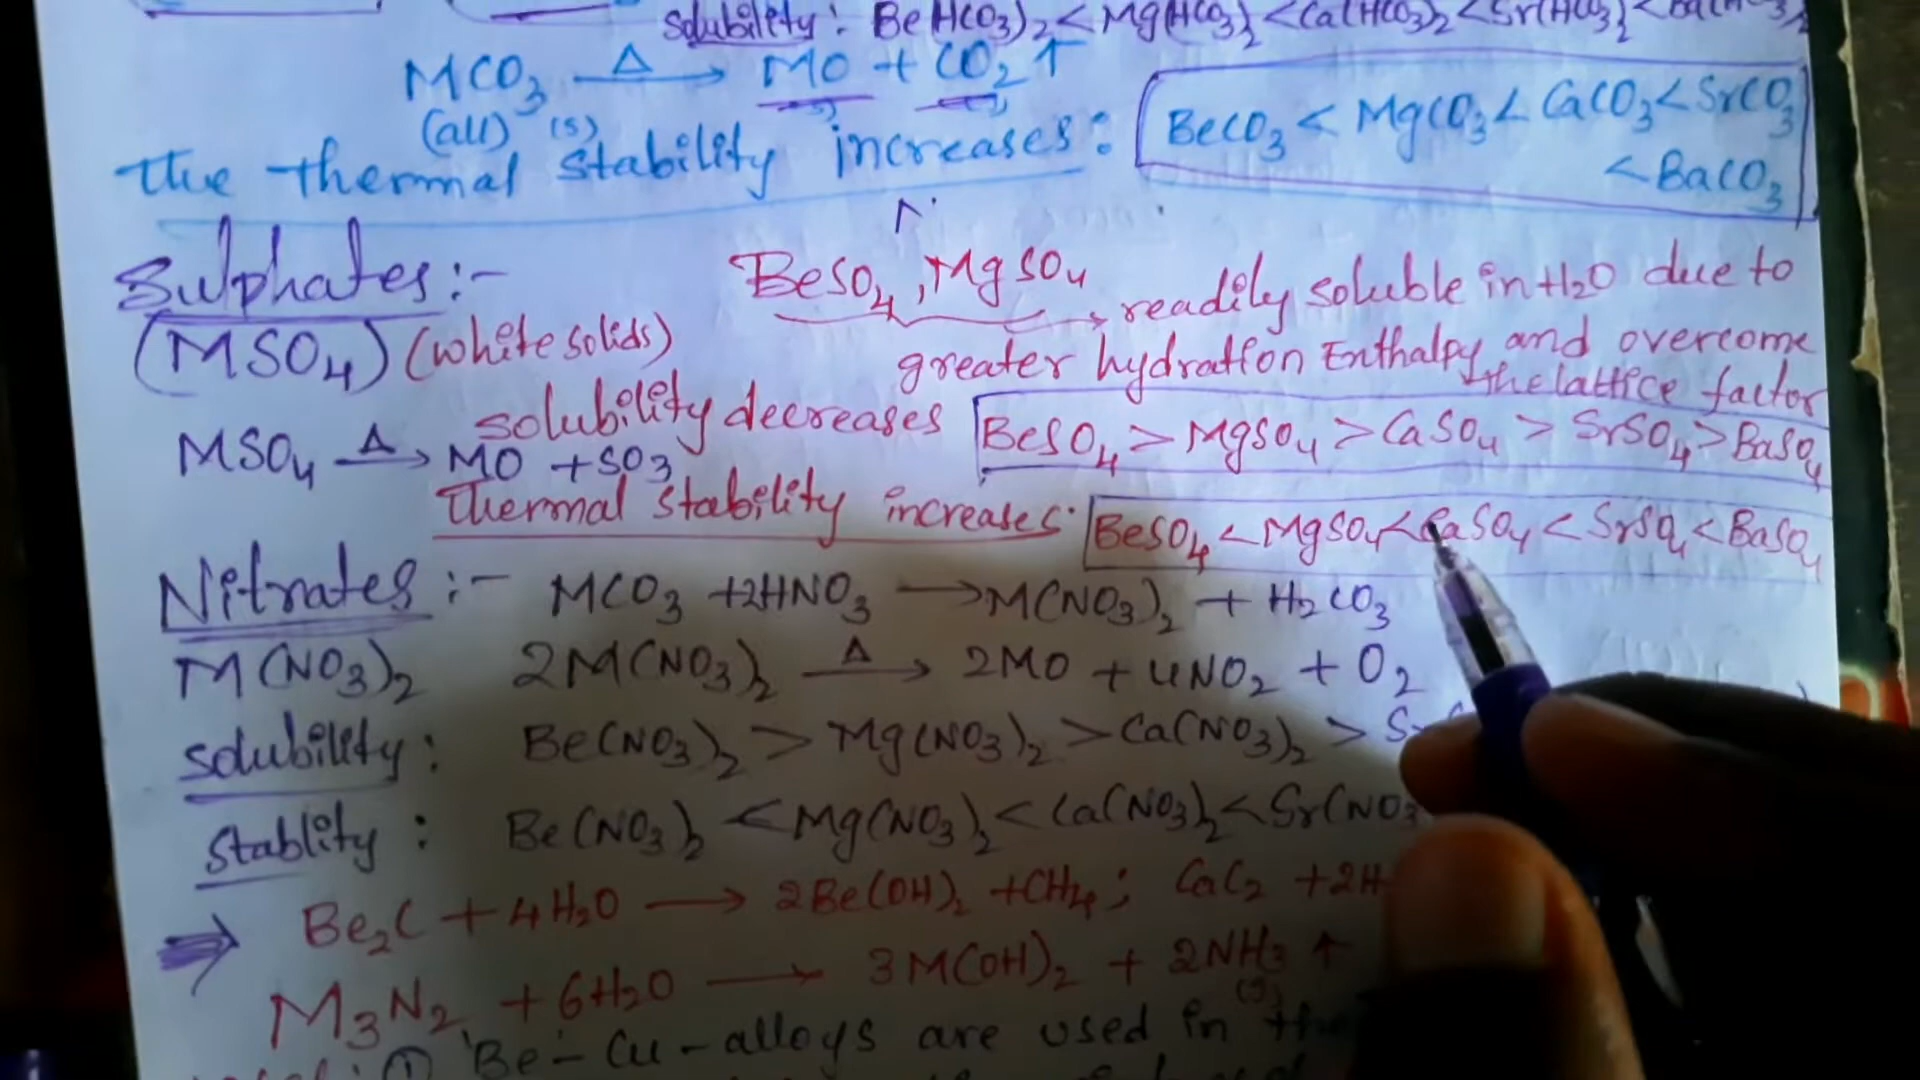 Solubility: Be(HCO3)2 < Mg(HCO3)2 < Ca(HCO3)2 < Sr(HCO3)2 <
MCO3 —Δ→ MO + CO2↑
(all) (s)
The thermal stability increases: BeCO3 < MgCO3 < CaCO3 < SrCO3
< BaCO3
Sulphates:-
BeSO4, MgSO4 → readily soluble in H2O due to
(MSO4) (white solids)
greater hydration Enthalpy and overcome
the lattice factor
solubility decreases BeSO4 > MgSO4 > CaSO4 > SrSO4 > BaSO4
MSO4 —Δ→ MO + SO3
Thermal stability increases: BeSO4 < MgSO4 < CaSO4 < SrSO4 < BaSO4
Nitrates:- MCO3 + 2HNO3 → M(NO3)2 + H2CO3
M(NO3)2 2M(NO3)2 —Δ→ 2MO + 4NO2 + O2
solubility: Be(NO3)2 > Mg(NO3)2 > Ca(NO3)2 > S
stablity: Be(NO3)2 < Mg(NO3)2 < Ca(NO3)2 < Sr(NO3
⇒ Be2C + 4H2O → 2Be(OH)2 + CH4; CaC2 + 2H
M3N2 + 6H2O → 3M(OH)2 + 2NH3↑
(g)
① Be-Cu-alloys are used in the